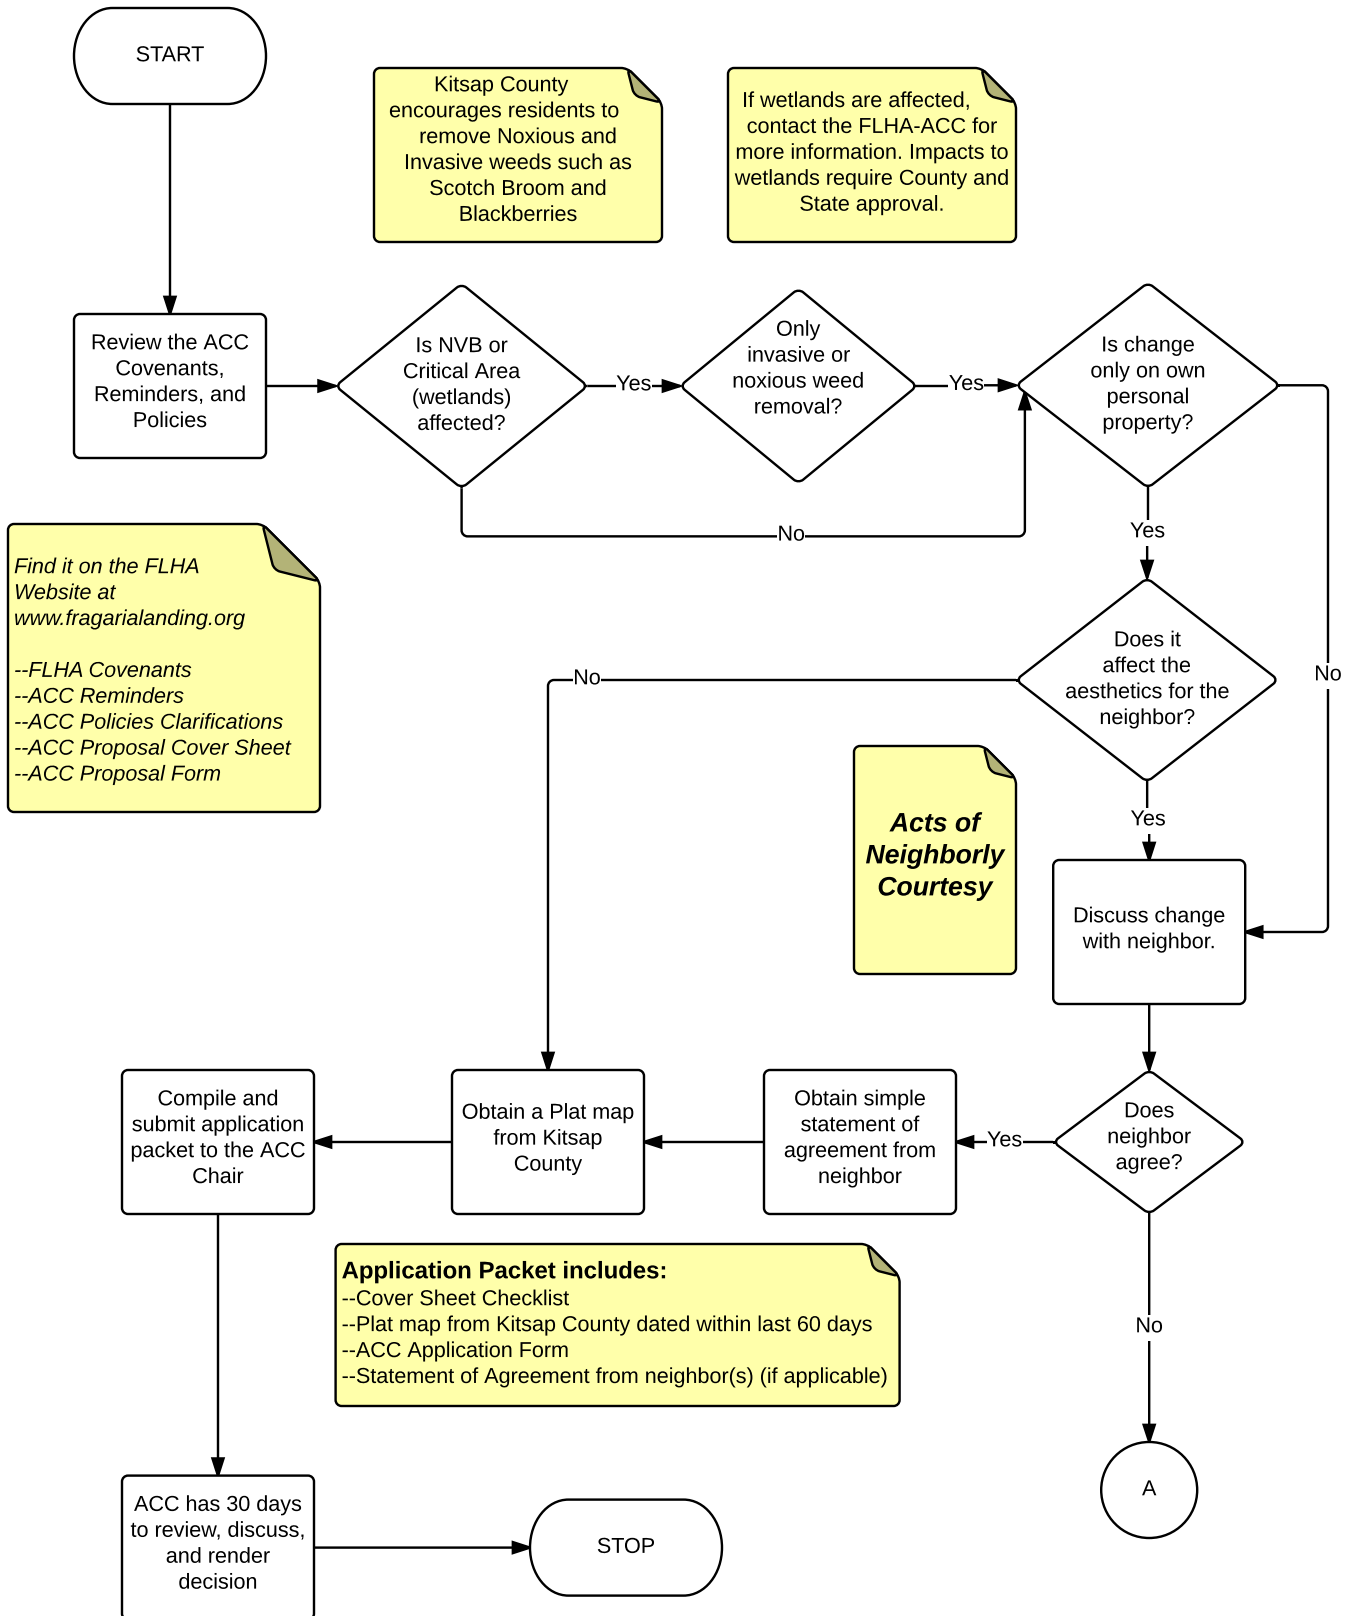 START
Kitsap County
encourages residents to
remove Noxious and
Invasive weeds such as
Scotch Broom and
Blackberries
If wetlands are affected,
contact the FLHA-ACC for
more information. Impacts to
wetlands require County and
State approval.
Review the ACC
Covenants,
Reminders, and
Policies
Is NVB or
Critical Area
(wetlands)
affected?
Yes
Only
invasive or
noxious weed
removal?
Yes
Is change
only on own
personal
property?
No
Yes
No
Find it on the FLHA
Website at
www.fragarialanding.org
--FLHA Covenants
--ACC Reminders
--ACC Policies Clarifications
--ACC Proposal Cover Sheet
--ACC Proposal Form
Does it
affect the
aesthetics for the
neighbor?
No
Yes
Acts of
Neighborly
Courtesy
Discuss change
with neighbor.
Does
neighbor
agree?
Yes
Obtain simple
statement of
agreement from
neighbor
Obtain a Plat map
from Kitsap
County
Compile and
submit application
packet to the ACC
Chair
Application Packet includes:
--Cover Sheet Checklist
--Plat map from Kitsap County dated within last 60 days
--ACC Application Form
--Statement of Agreement from neighbor(s) (if applicable)
No
A
ACC has 30 days
to review, discuss,
and render
decision
STOP